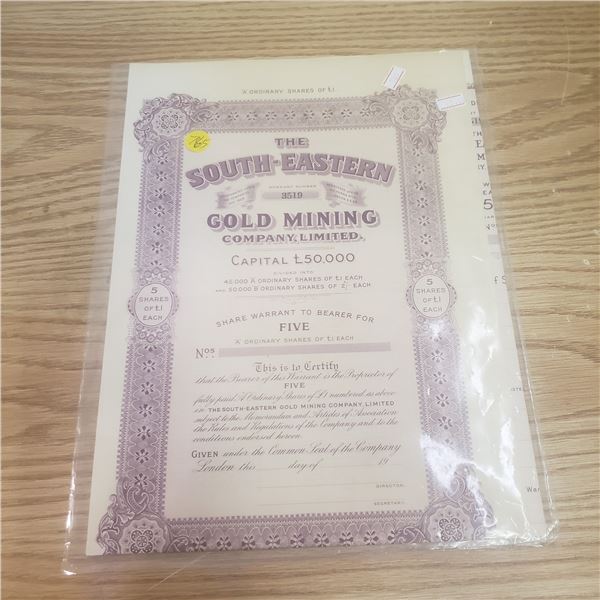 'A' ORDINARY SHARES OF £1.
765
THE
SOUTH-EASTERN
WARRANT NUMBER
3519
GOLD MINING
COMPANY, LIMITED.
CAPITAL £50,000
DIVIDED INTO
45,000 'A' ORDINARY SHARES OF £1 EACH
AND 50,000 'B' ORDINARY SHARES OF 2/- EACH.
5
SHARES
OF £1
EACH
5
SHARES
OF £1
EACH
SHARE WARRANT TO BEARER FOR
FIVE
'A' ORDINARY SHARES OF £1 EACH
Nos
This is to Certify
that the Bearer of this Warrant is the Proprietor of
FIVE
fully paid 'A' Ordinary Shares of £1 numbered as above
in THE SOUTH-EASTERN GOLD MINING COMPANY, LIMITED
subject to the Memorandum and Articles of Association
the Rules and Regulations of the Company and to the
conditions endorsed hereon.
GIVEN under the Common Seal of the Company
London this day of 19
DIRECTOR.
SECRETARY.